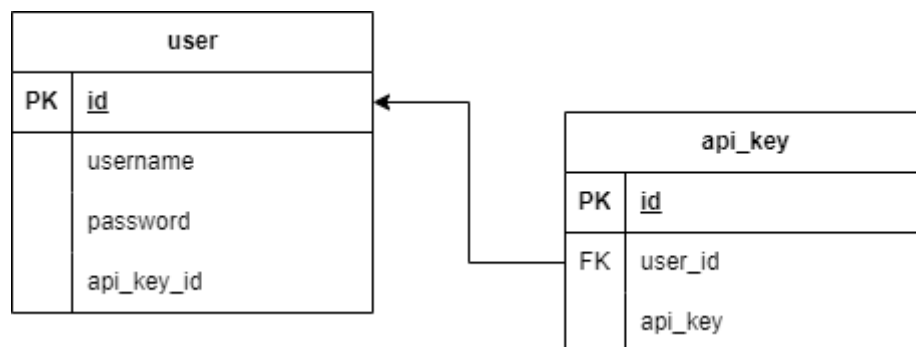 user
PK id
username
password
api_key_id
api_key
PK id
FK user_id
api_key